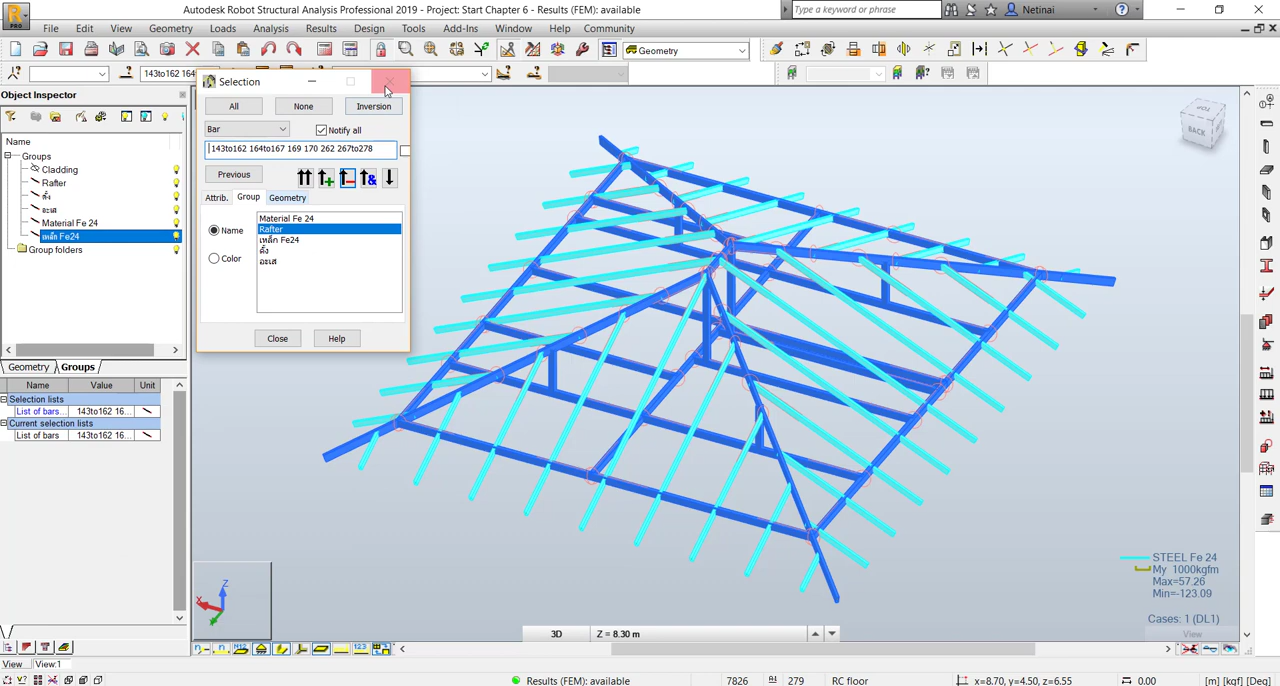 Autodesk Robot Structural Analysis Professional 2019 - Project: Start Chapter 6 - Results (FEM): available
Type a keyword or phrase
Netinai
PRO
File Edit View Geometry Loads Analysis Results Design Tools Add-Ins Window Help Community
Geometry
143to162 164
Object Inspector
Name
Groups
Cladding
Rafter
ดั้ง
อะเส
Material Fe 24
เหล็ก Fe24
Group folders
Geometry Groups
Name Value Unit
Selection lists
List of bars... 143to162 16...
Current selection lists
List of bars 143to162 16...
Selection
All None Inversion
Bar Notify all
143to162 164to167 169 170 262 267to278
Previous
Attrib. Group Geometry
Name
Color
Material Fe 24
Rafter
เหล็ก Fe24
ดั้ง
อะเส
Close Help
BACK
STEEL Fe 24
My 1000kgfm
Max=57.26
Min=-123.09
Cases: 1 (DL1)
View
Z
X
Y
3D Z = 8.30 m
View View:1
Results (FEM): available 7826 279 RC floor x=8.70, y=4.50, z=6.55 0.00 [m] [kgf] [Deg]